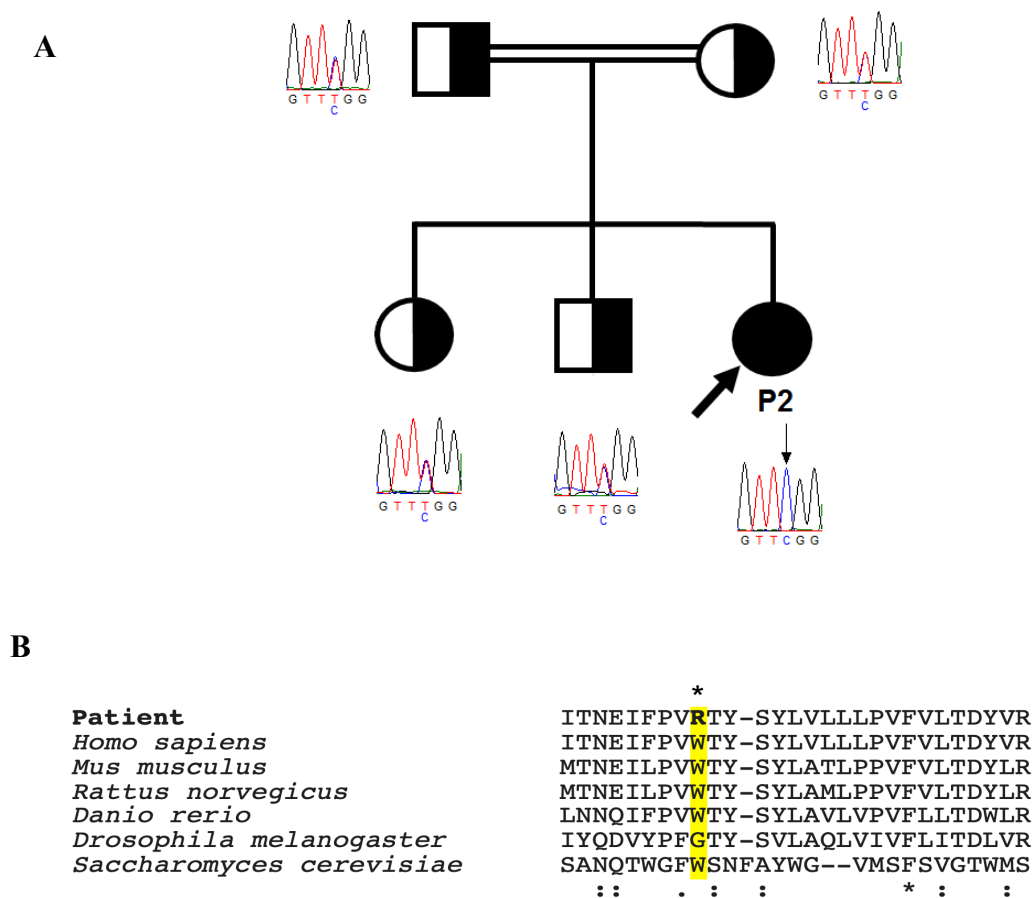 A
G T T T G G
C
G T T T G G
C
P2
G T T T G G
C
G T T T G G
C
G T T C G G
B
*
Patient ITNEIFPVRTY-SYLVLLLPVFVLTDYVR
Homo sapiens ITNEIFPVWTY-SYLVLLLPVFVLTDYVR
Mus musculus MTNEILPVWTY-SYLATLPPVFVLTDYLR
Rattus norvegicus MTNEILPVWTY-SYLAMLPPVFVLTDYLR
Danio rerio LNNQIFPVWTY-SYLAVLVPVFLLTDWLR
Drosophila melanogaster IYQDVYPFGTY-SVLAQLVIVFLITDLVR
Saccharomyces cerevisiae SANQTWGFWSNFAYWG--VMSFSVGTWMS
:: . : : * : :